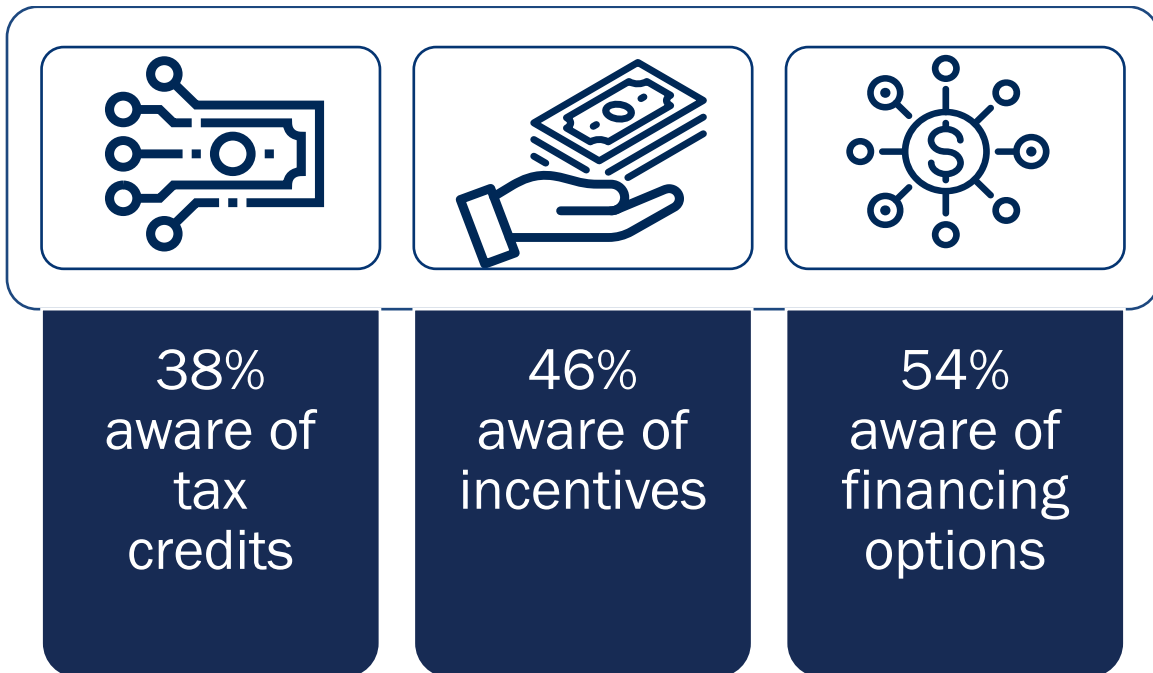 38%
aware of
tax
credits
46%
aware of
incentives
54%
aware of
financing
options